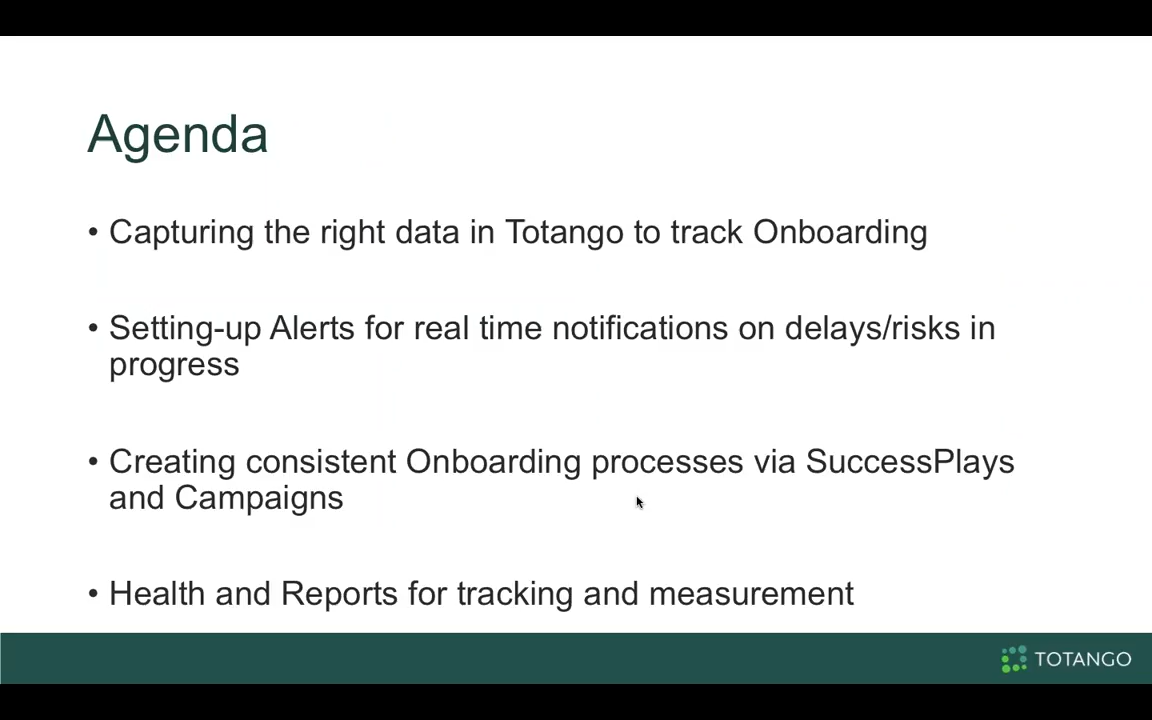 Agenda
• Capturing the right data in Totango to track Onboarding
• Setting-up Alerts for real time notifications on delays/risks in
progress
• Creating consistent Onboarding processes via SuccessPlays
and Campaigns
• Health and Reports for tracking and measurement
TOTANGO